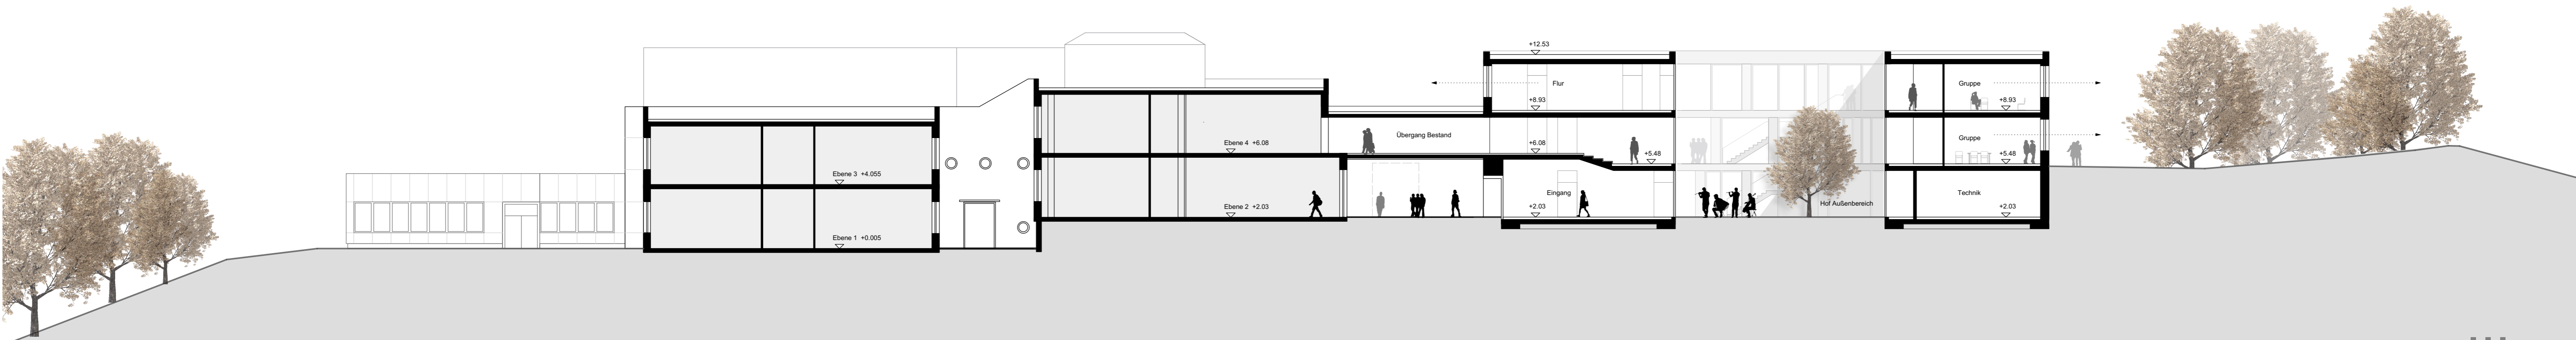 +12.53
Flur
Gruppe
+8.93
+8.93
Übergang Bestand
Gruppe
Ebene 4 +6.08
+6.08
+5.48
+5.48
Ebene 3 +4.055
Eingang
Technik
Hof Außenbereich
Ebene 2 +2.03
+2.03
+2.03
Ebene 1 +0.005